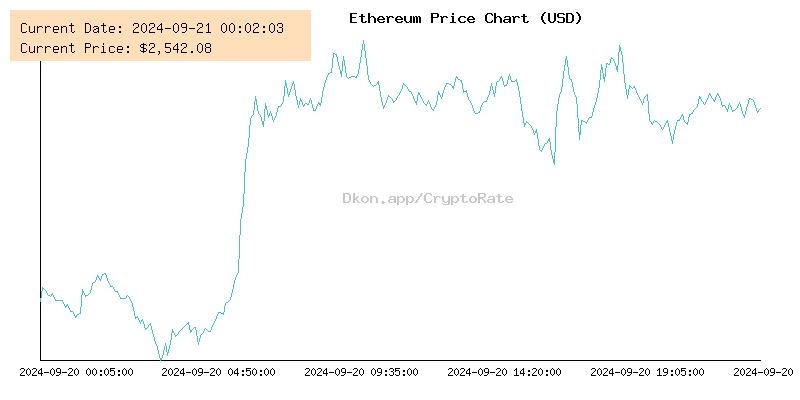 Ethereum Price Chart (USD)
Current Date: 2024-09-21 00:02:03
Current Price: $2,542.08
Dkon.app/CryptoRate
2024-09-20 00:05:00 2024-09-20 04:50:00 2024-09-20 09:35:00 2024-09-20 14:20:00 2024-09-20 19:05:00 2024-09-20